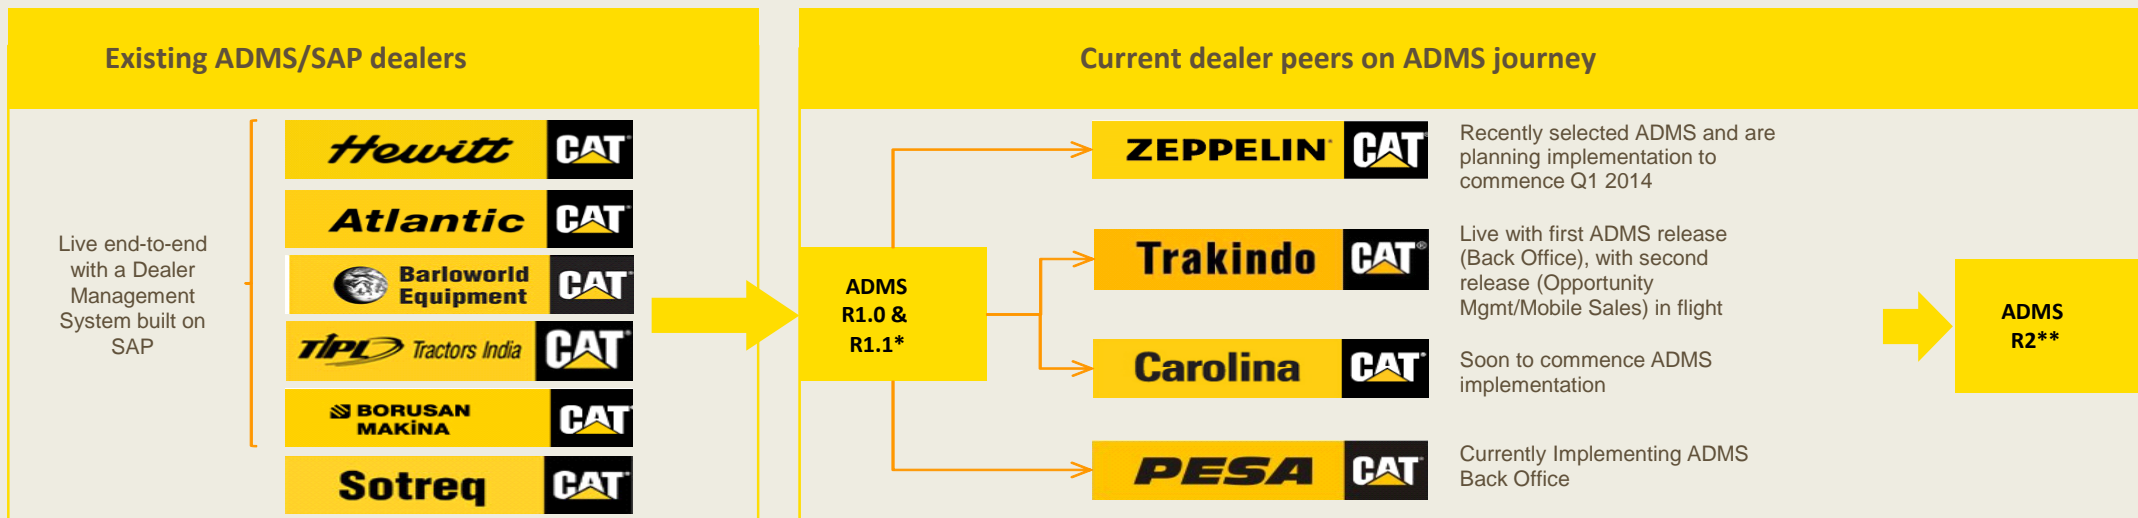 Existing ADMS/SAP dealers
Live end-to-end
with a Dealer
Management
System built on
SAP
Hewitt CAT
Atlantic CAT
Barloworld
Equipment CAT
TIPL Tractors India CAT
BORUSAN
MAKİNA CAT
Sotreq CAT
Current dealer peers on ADMS journey
ADMS
R1.0 &
R1.1*
ZEPPELIN CAT
Recently selected ADMS and are
planning implementation to
commence Q1 2014
Trakindo CAT®
Live with first ADMS release
(Back Office), with second
release (Opportunity
Mgmt/Mobile Sales) in flight
Carolina CAT
Soon to commence ADMS
implementation
PESA CAT
Currently Implementing ADMS
Back Office
ADMS
R2**